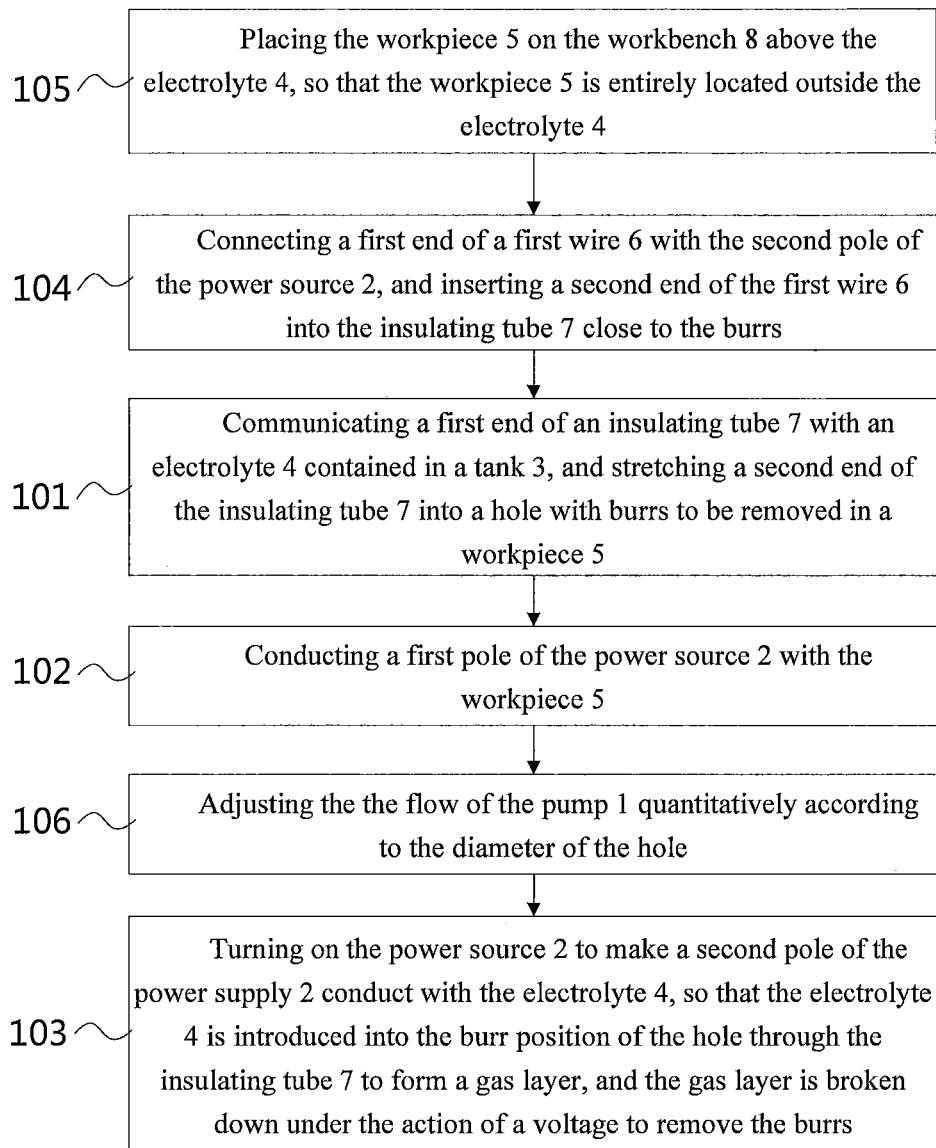 Placing the workpiece 5 on the workbench 8 above the
105
electrolyte 4, so that the workpiece 5 is entirely located outside the
electrolyte 4
Connecting a first end of a first wire 6 with the second pole of
104
the power source 2, and inserting a second end of the first wire 6
into the insulating tube 7 close to the burrs
Communicating a first end of an insulating tube 7 with an
electrolyte 4 contained in a tank 3, and stretching a second end of
101
the insulating tube 7 into a hole with burrs to be removed in a
workpiece 5
Conducting a first pole of the power source 2 with the
102
workpiece 5
Adjusting the the flow of the pump 1 quantitatively according
106
to the diameter of the hole
Turning on the power source 2 to make a second pole of the
power supply 2 conduct with the electrolyte 4, so that the electrolyte
103
4 is introduced into the burr position of the hole through the
insulating tube 7 to form a gas layer, and the gas layer is broken
down under the action of a voltage to remove the burrs